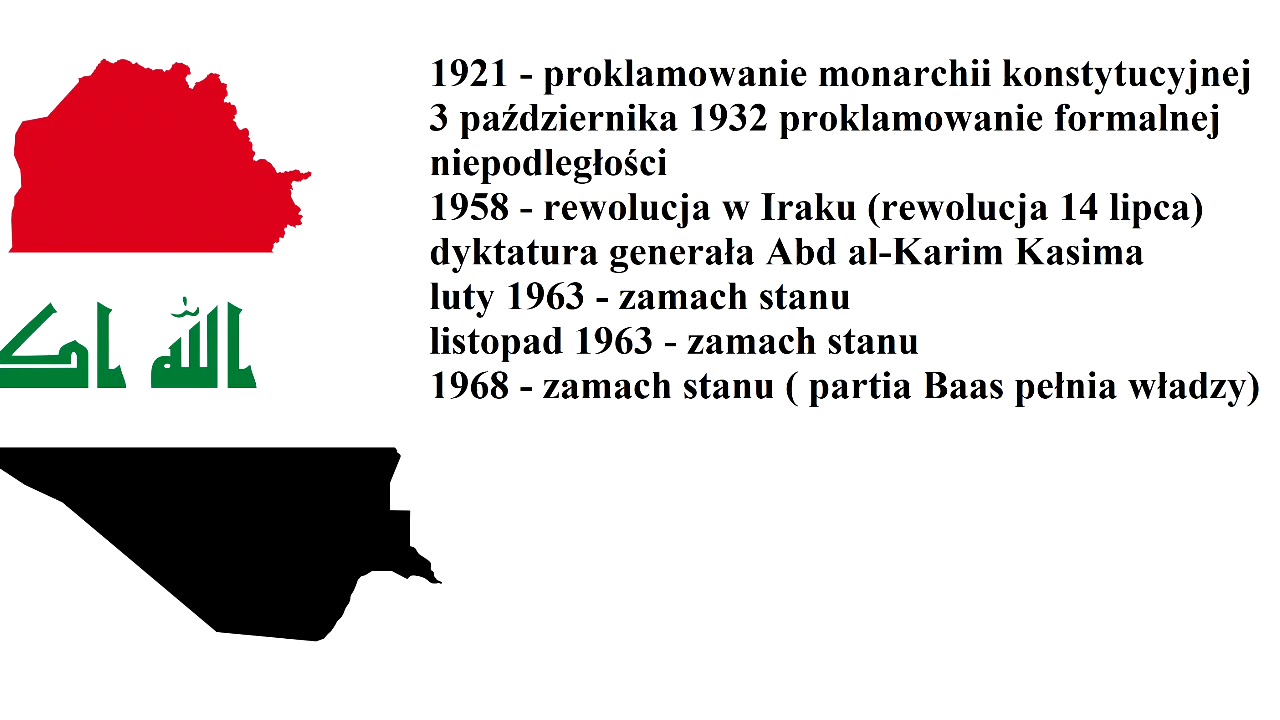 1921 - proklamowanie monarchii konstytucyjnej
3 października 1932 proklamowanie formalnej
niepodległości
1958 - rewolucja w Iraku (rewolucja 14 lipca)
dyktatura generała Abd al-Karim Kasima
luty 1963 - zamach stanu
listopad 1963 - zamach stanu
1968 - zamach stanu ( partia Baas pełnia władzy)
الله اك